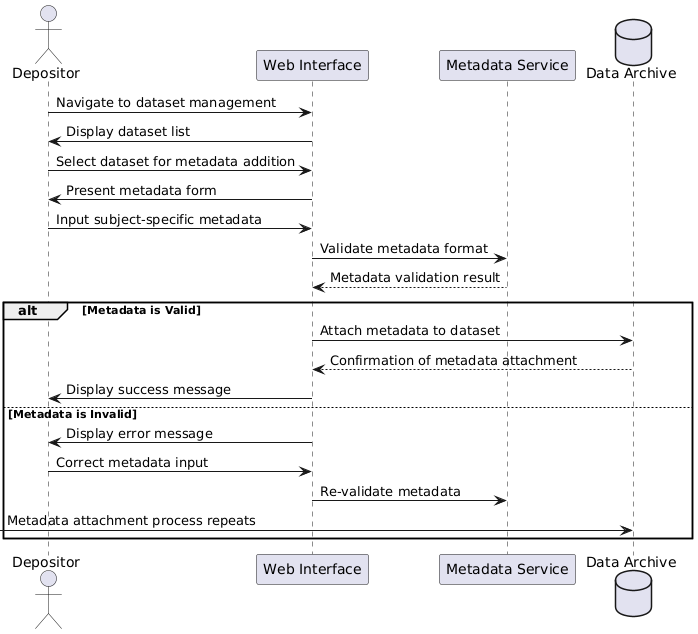 Depositor
Web Interface
Metadata Service
Data Archive
Navigate to dataset management
Display dataset list
Select dataset for metadata addition
Present metadata form
Input subject-specific metadata
Validate metadata format
Metadata validation result
alt
[Metadata is Valid]
Attach metadata to dataset
Confirmation of metadata attachment
Display success message
[Metadata is Invalid]
Display error message
Correct metadata input
Re-validate metadata
Metadata attachment process repeats
Depositor
Web Interface
Metadata Service
Data Archive